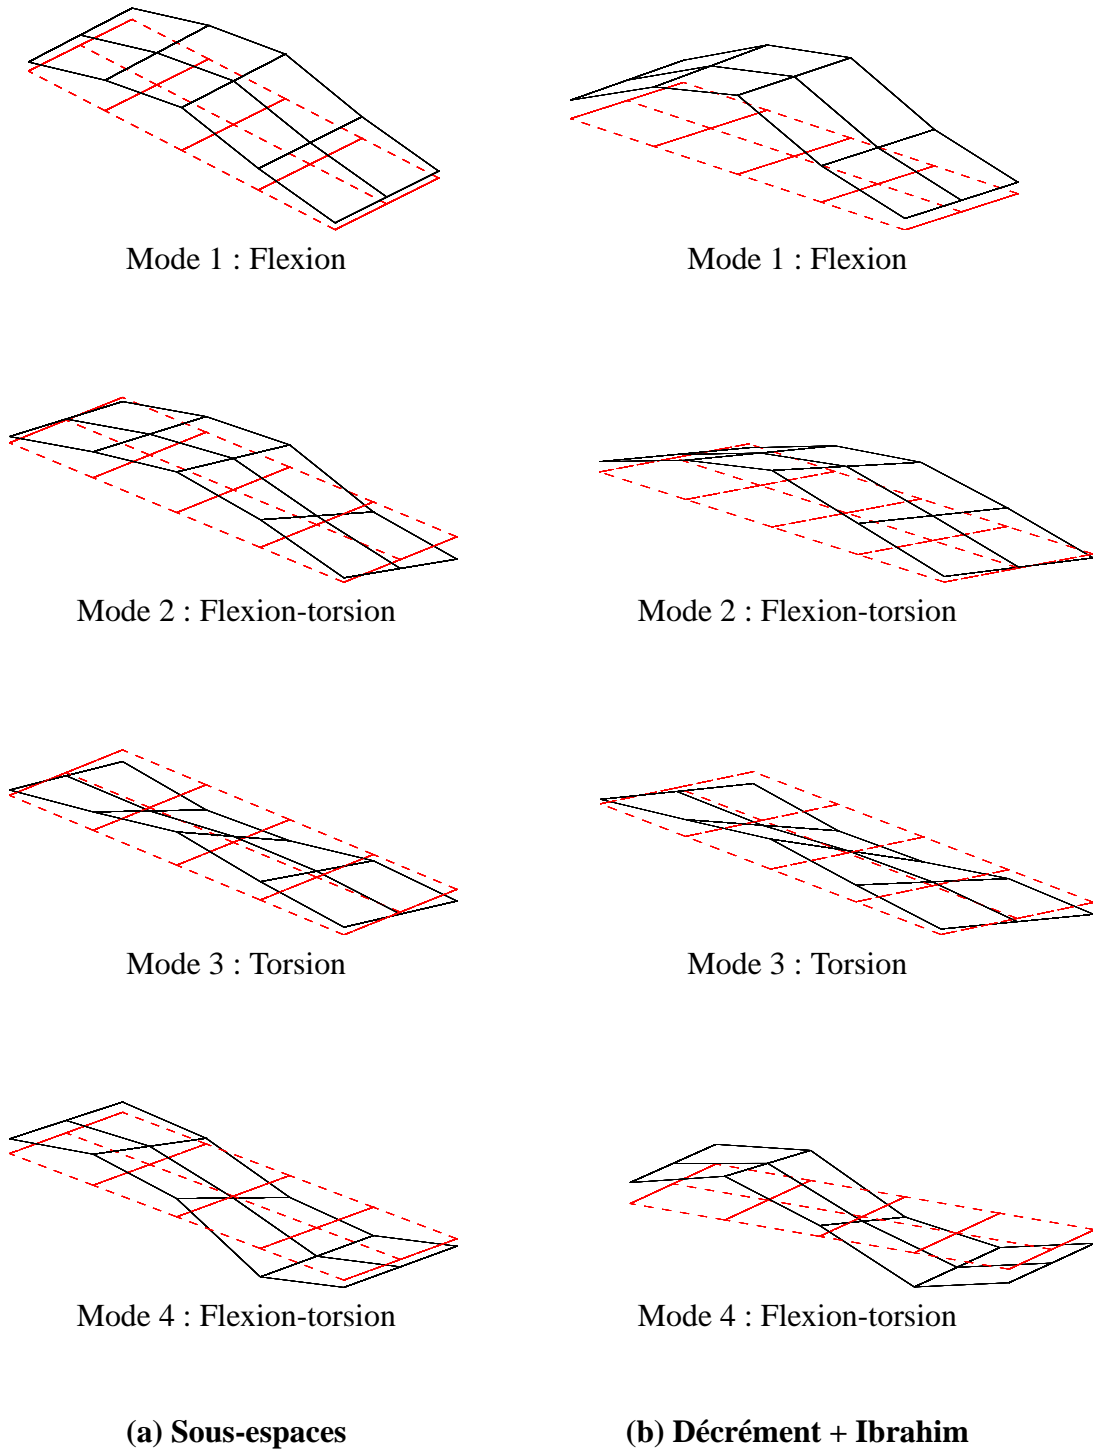 Mode 1 : Flexion
Mode 1 : Flexion
Mode 2 : Flexion-torsion
Mode 2 : Flexion-torsion
Mode 3 : Torsion
Mode 3 : Torsion
Mode 4 : Flexion-torsion
Mode 4 : Flexion-torsion
(a) Sous-espaces
(b) Décrément + Ibrahim